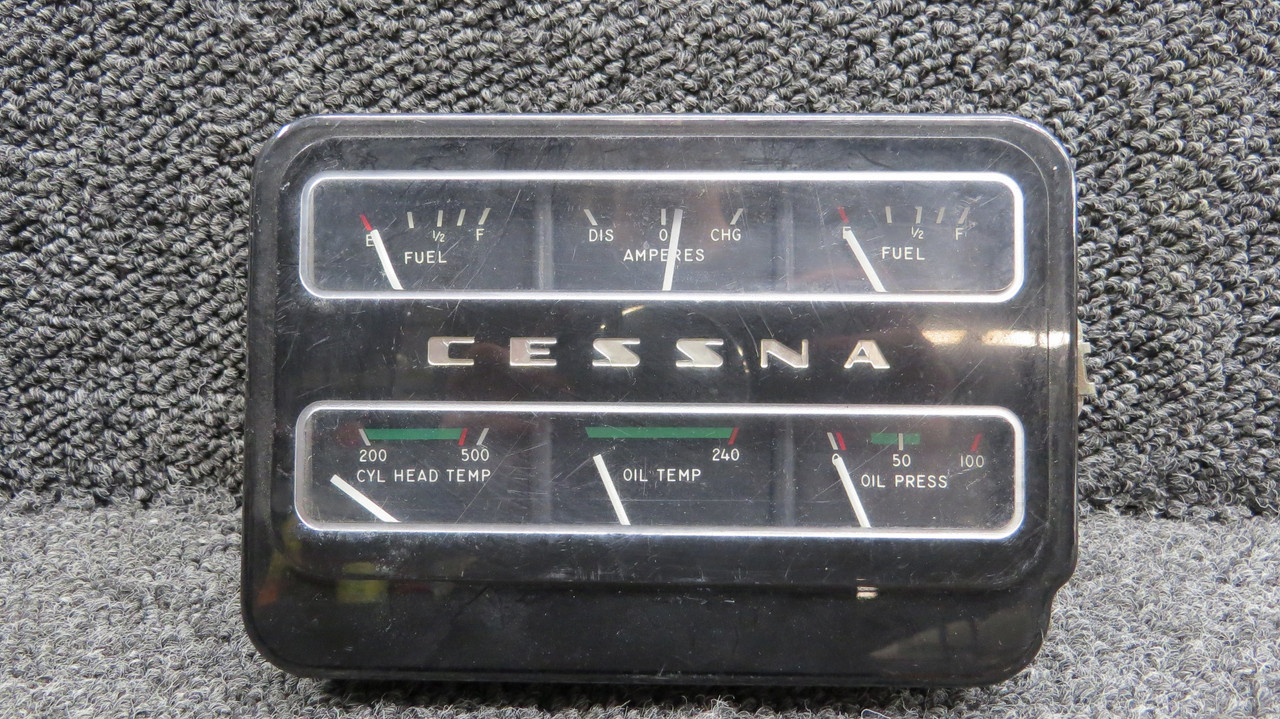 E ½ F
FUEL
DIS 0 CHG
AMPERES
E ½ F
FUEL
CESSNA
200 500
CYL HEAD TEMP
240
OIL TEMP
0 50 100
OIL PRESS